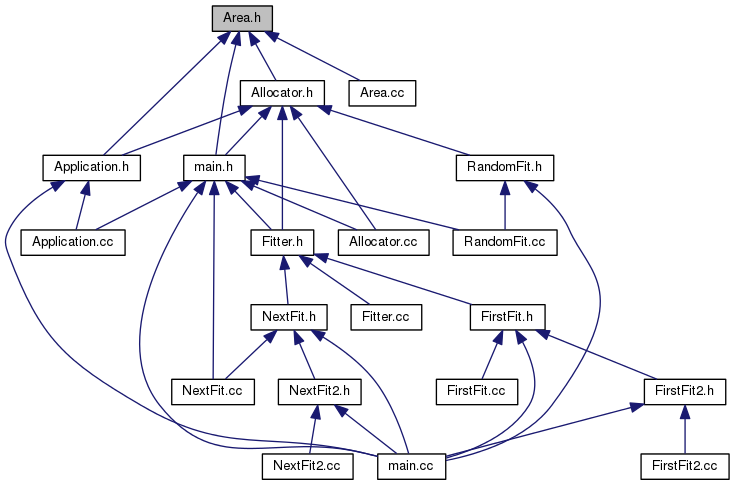 Area.h
Allocator.h
Area.cc
Application.h
main.h
RandomFit.h
Application.cc
Fitter.h
Allocator.cc
RandomFit.cc
NextFit.h
Fitter.cc
FirstFit.h
NextFit.cc
NextFit2.h
FirstFit.cc
FirstFit2.h
NextFit2.cc
main.cc
FirstFit2.cc